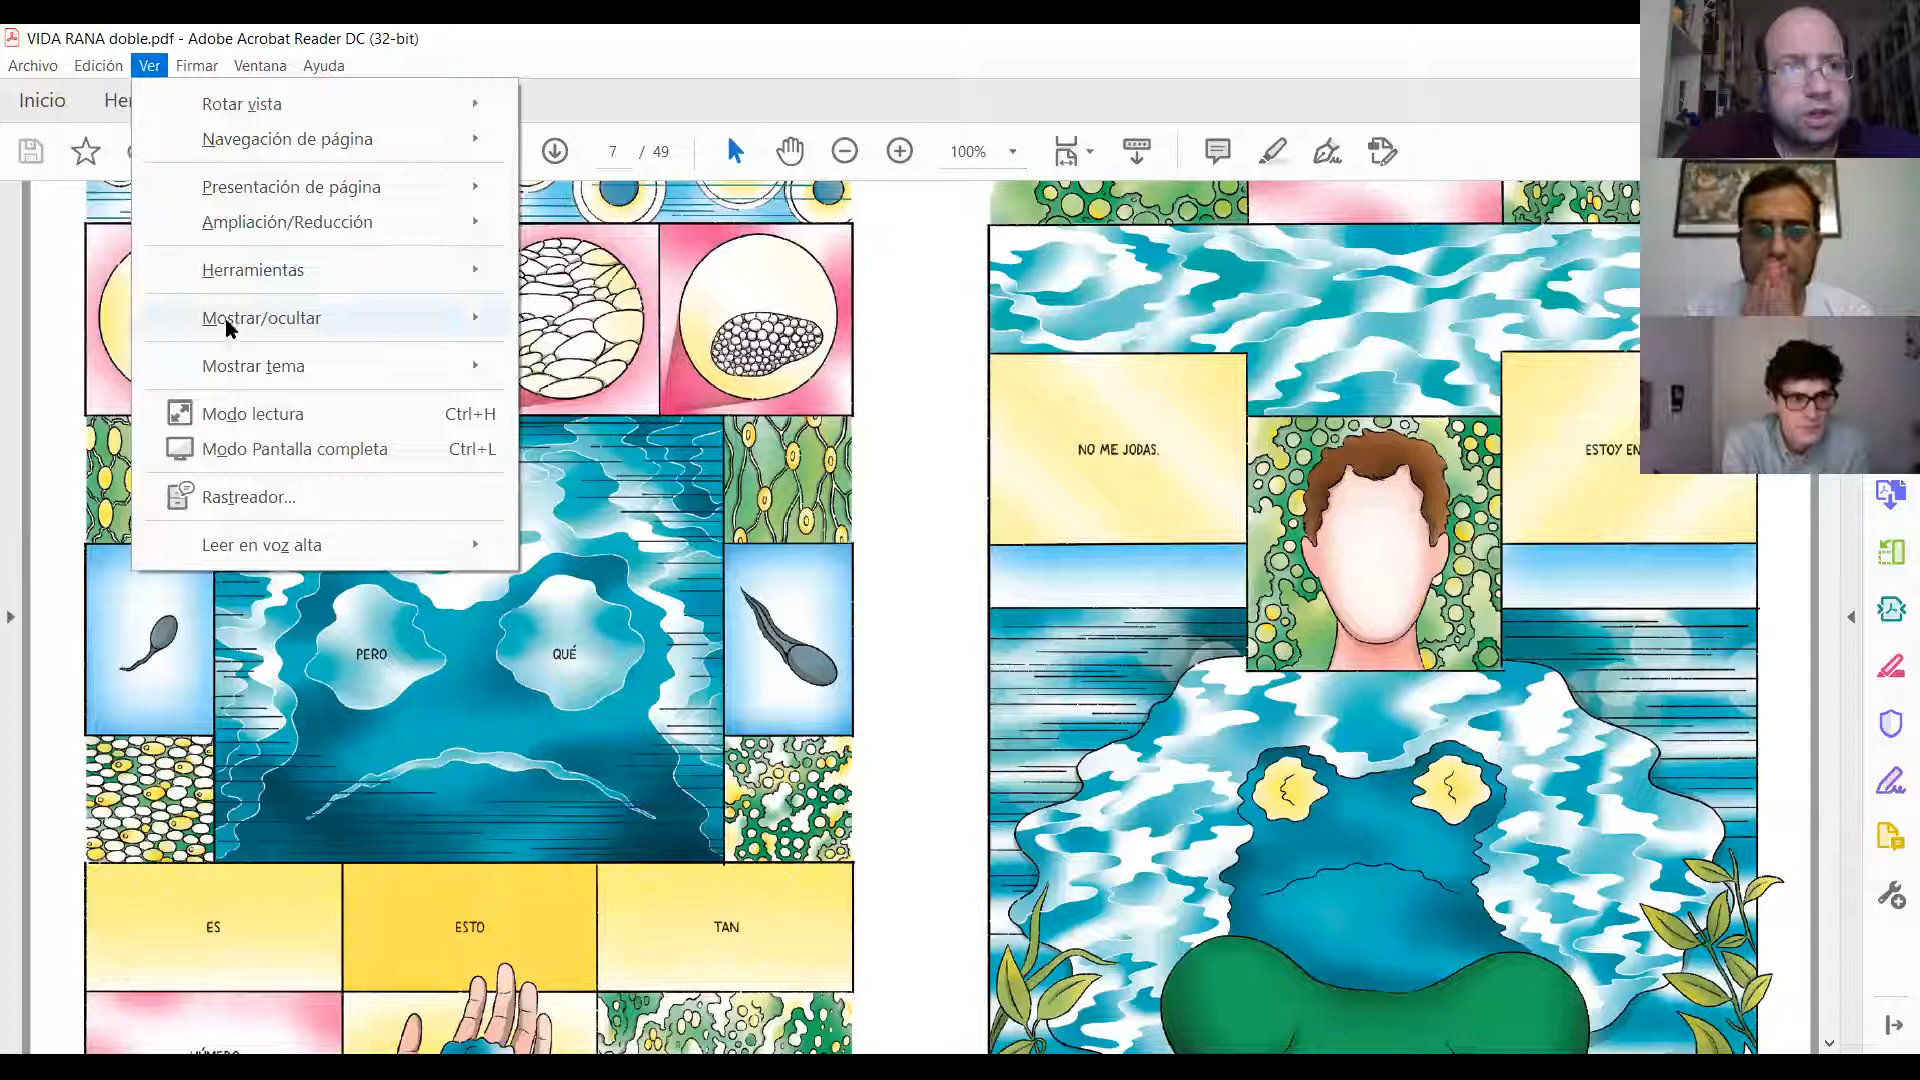 VIDA RANA doble.pdf - Adobe Acrobat Reader DC (32-bit)
Archivo Edición Ver Firmar Ventana Ayuda
Inicio
7 / 49 100%
Rotar vista
Navegación de página
Presentación de página
Ampliación/Reducción
Herramientas
Mostrar/ocultar
Mostrar tema
Modo lectura Ctrl+H
Modo Pantalla completa Ctrl+L
Rastreador...
Leer en voz alta
PERO QUÉ
ES ESTO TAN
NO ME JODAS.
ESTOY